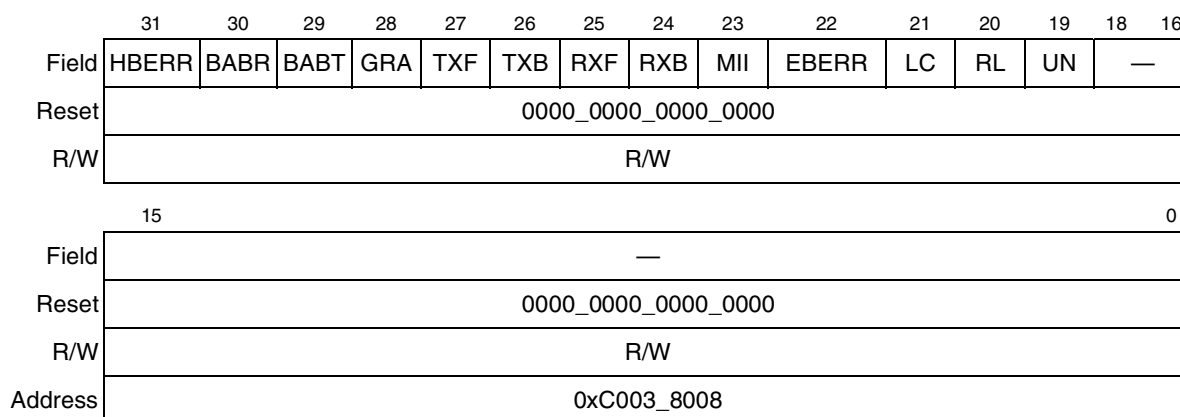 31 30 29 28 27 26 25 24 23 22 21 20 19 18 16
Field HBERR BABR BABT GRA TXF TXB RXF RXB MII EBERR LC RL UN —
Reset 0000_0000_0000_0000
R/W R/W
15 0
Field —
Reset 0000_0000_0000_0000
R/W R/W
Address 0xC003_8008